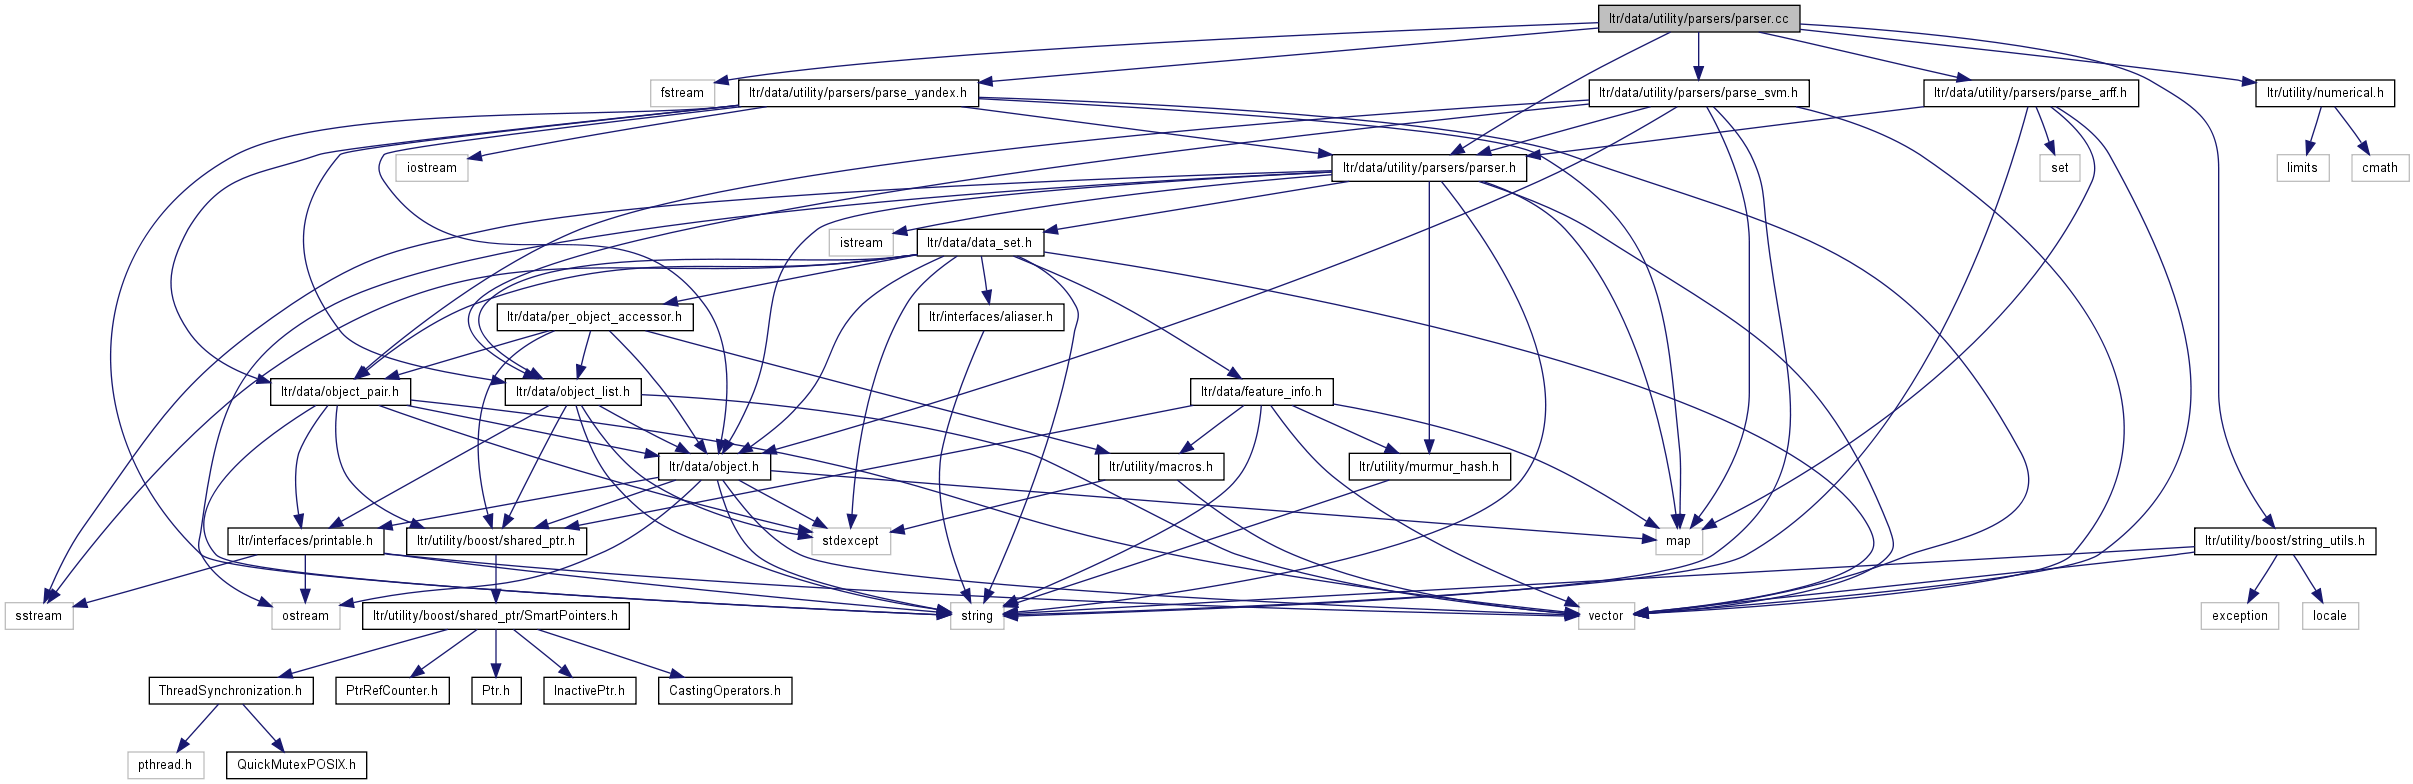 ltr/data/utility/parsers/parser.cc
fstream
ltr/data/utility/parsers/parse_yandex.h
ltr/data/utility/parsers/parse_svm.h
ltr/data/utility/parsers/parse_arff.h
ltr/utility/numerical.h
iostream
ltr/data/utility/parsers/parser.h
set
limits
cmath
istream
ltr/data/data_set.h
ltr/data/per_object_accessor.h
ltr/interfaces/aliaser.h
ltr/data/object_pair.h
ltr/data/object_list.h
ltr/data/feature_info.h
ltr/data/object.h
ltr/utility/macros.h
ltr/utility/murmur_hash.h
ltr/interfaces/printable.h
ltr/utility/boost/shared_ptr.h
stdexcept
map
ltr/utility/boost/string_utils.h
sstream
ostream
ltr/utility/boost/shared_ptr/SmartPointers.h
string
vector
exception
locale
ThreadSynchronization.h
PtrRefCounter.h
Ptr.h
InactivePtr.h
CastingOperators.h
pthread.h
QuickMutexPOSIX.h